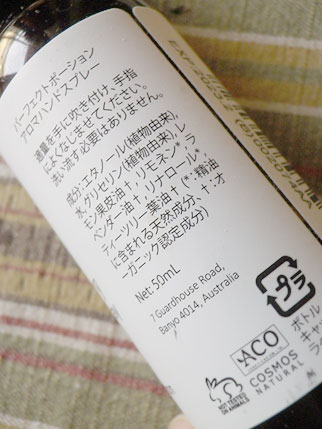 パーフェクトポーション
アロマハンドスプレー
適量を手に吹き付け、手指
によくなじませてください。
洗い流す必要はありません。
成分:エタノール(植物由来)、
水、グリセリン(植物由来)、レ
モン果皮油†、リモネン*、ラ
ベンダー油†、リナロール*、
ティーツリー葉油†(*:精油
に含まれる天然成分、†:オ
ーガニック認定成分)
Net:50mL
7 Guardhouse Road,
Banyo 4014, Australia
プラ
ボトル
キャ
ラ
ACO
COSMOS
NATURAL
NOT TESTED
ON ANIMALS